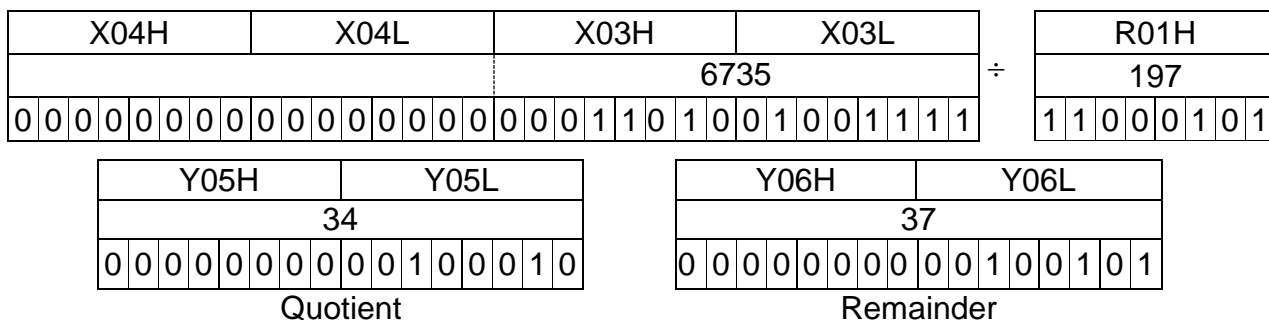 X04H X04L X03H X03L R01H
6735 ÷ 197
0 0 0 0 0 0 0 0 0 0 0 0 0 0 0 0 0 0 0 1 1 0 1 0 0 1 0 0 1 1 1 1 1 1 0 0 0 1 0 1
Y05H Y05L Y06H Y06L
34 37
0 0 0 0 0 0 0 0 0 0 1 0 0 0 1 0 0 0 0 0 0 0 0 0 0 0 1 0 0 1 0 1
Quotient Remainder